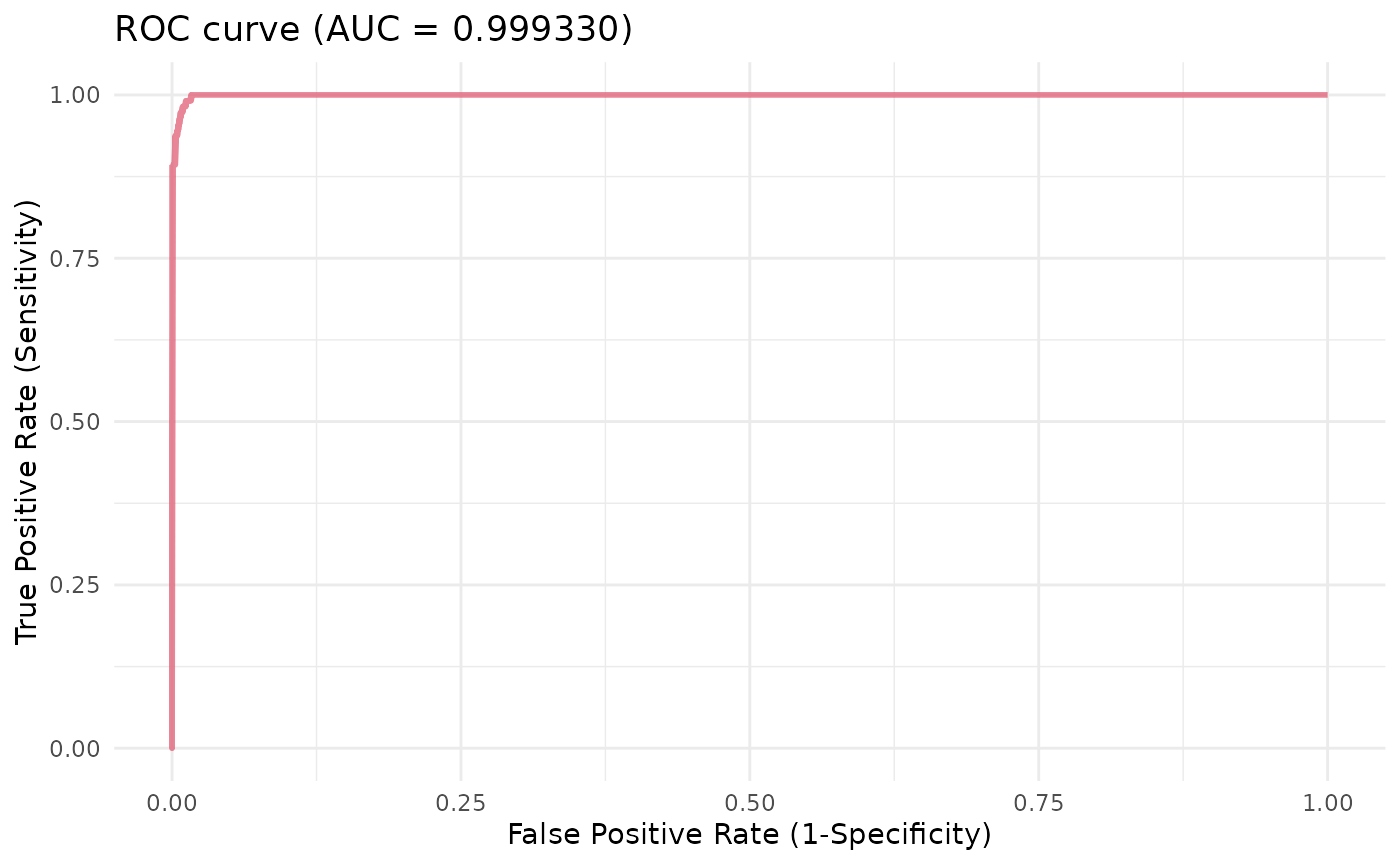 ROC curve (AUC = 0.999330)
True Positive Rate (Sensitivity)
1.00
0.75
0.50
0.25
0.00
0.00 0.25 0.50 0.75 1.00
False Positive Rate (1-Specificity)